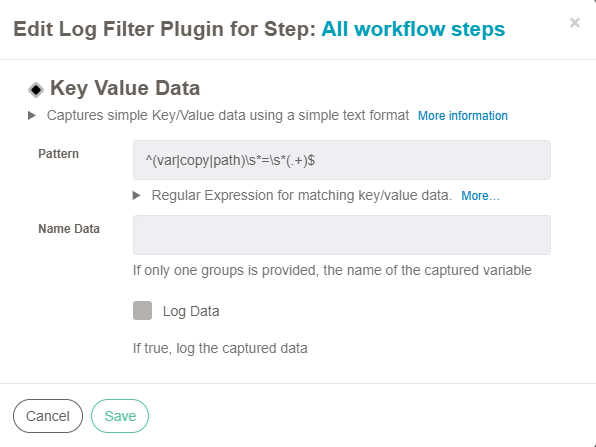 Edit Log Filter Plugin for Step: All workflow steps
×
Key Value Data
Captures simple Key/Value data using a simple text format More information
Pattern
^(var|copy|path)\s*=\s*(.+)$
Regular Expression for matching key/value data. More...
Name Data
If only one groups is provided, the name of the captured variable
Log Data
If true, log the captured data
Cancel Save